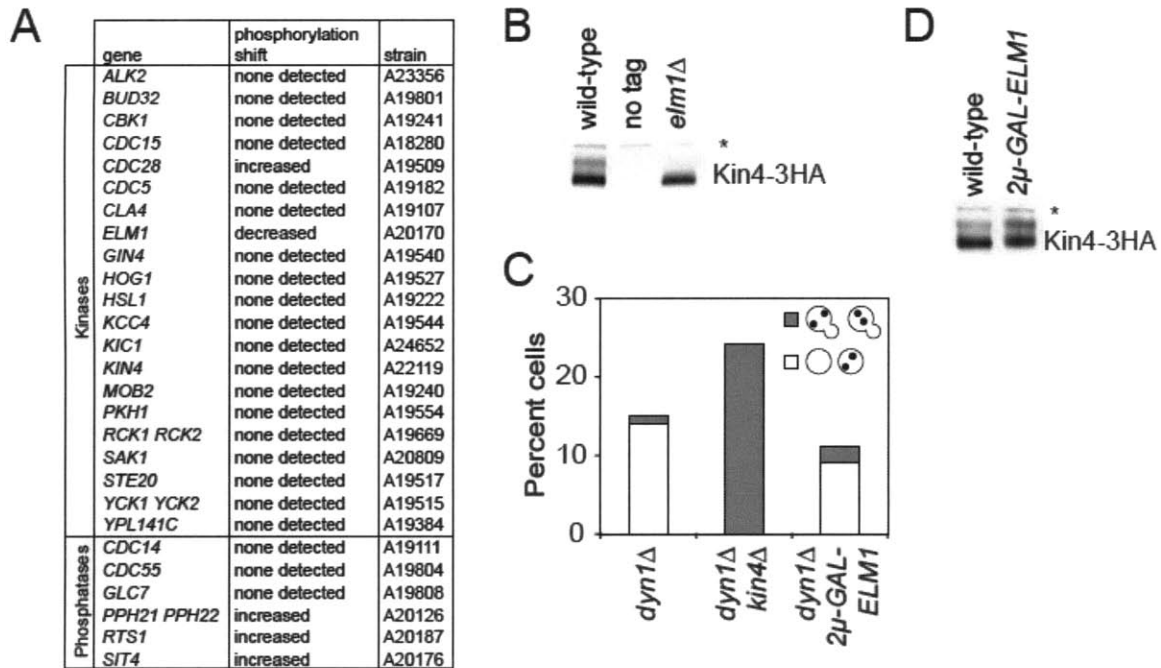 A
gene phosphorylation shift strain
Kinases
ALK2 none detected A23356
BUD32 none detected A19801
CBK1 none detected A19241
CDC15 none detected A18280
CDC28 increased A19509
CDC5 none detected A19182
CLA4 none detected A19107
ELM1 decreased A20170
GIN4 none detected A19540
HOG1 none detected A19527
HSL1 none detected A19222
KCC4 none detected A19544
KIC1 none detected A24652
KIN4 none detected A22119
MOB2 none detected A19240
PKH1 none detected A19554
RCK1 RCK2 none detected A19669
SAK1 none detected A20809
STE20 none detected A19517
YCK1 YCK2 none detected A19515
YPL141C none detected A19384
Phosphatases
CDC14 none detected A19111
CDC55 none detected A19804
GLC7 none detected A19808
PPH21 PPH22 increased A20126
RTS1 increased A20187
SIT4 increased A20176
B
wild-type
no tag
elm1Δ
*
Kin4-3HA
C
Percent cells
30
20
10
0
dyn1Δ
dyn1Δ
kin4Δ
dyn1Δ
2µ-GAL-
ELM1
D
wild-type
2µ-GAL-ELM1
*
Kin4-3HA